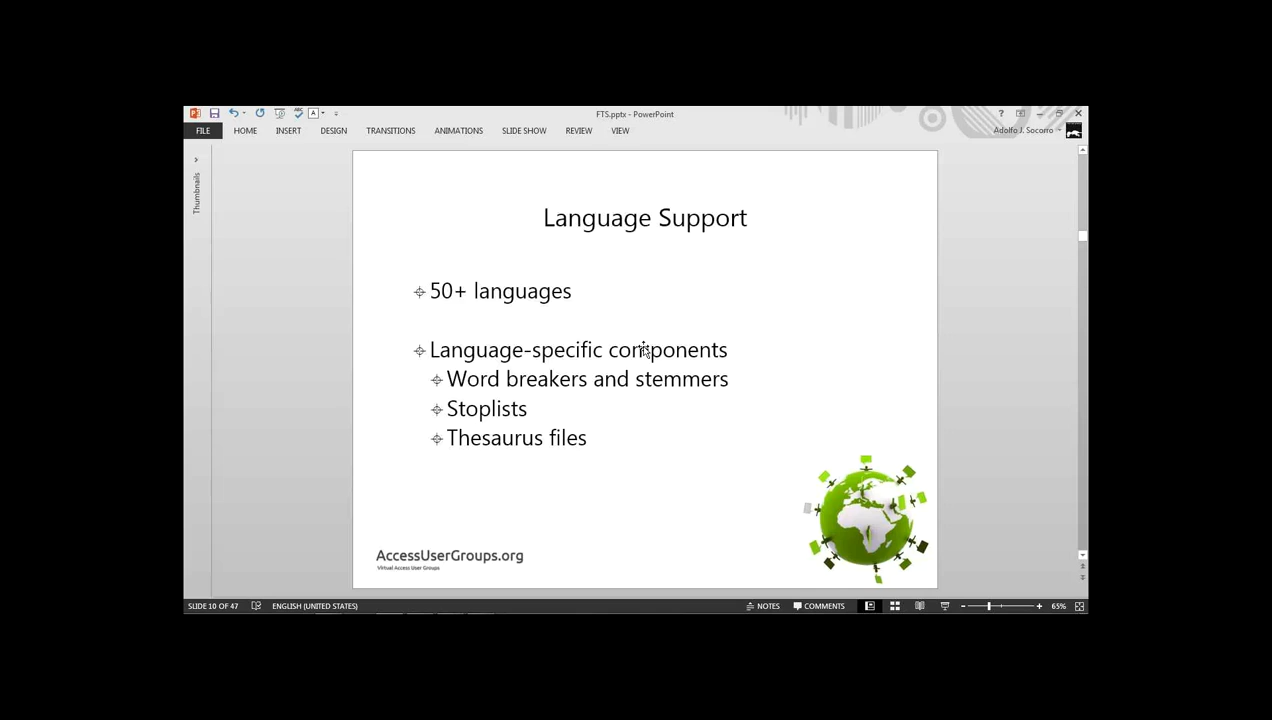 FTS.pptx - PowerPoint
FILE HOME INSERT DESIGN TRANSITIONS ANIMATIONS SLIDE SHOW REVIEW VIEW Adolfo J. Socorro
Thumbnails
Language Support
50+ languages
Language-specific components
Word breakers and stemmers
Stoplists
Thesaurus files
AccessUserGroups.org
Virtual Access User Groups
SLIDE 10 OF 47 ENGLISH (UNITED STATES) NOTES COMMENTS 65%